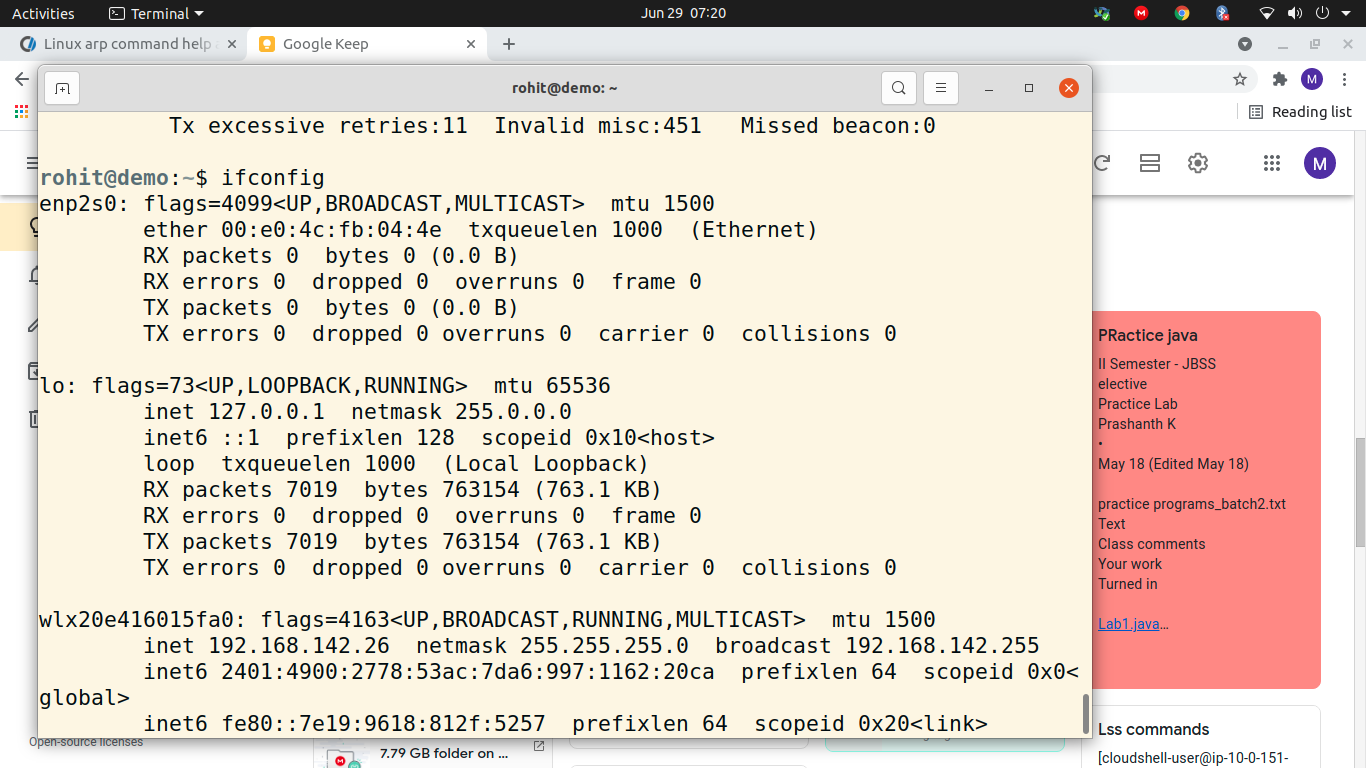 Activities Terminal Jun 29 07:20
Linux arp command help Google Keep
M
Reading list
rohit@demo: ~
M
Tx excessive retries:11 Invalid misc:451 Missed beacon:0
rohit@demo:~$ ifconfig
enp2s0: flags=4099<UP,BROADCAST,MULTICAST> mtu 1500
ether 00:e0:4c:fb:04:4e txqueuelen 1000 (Ethernet)
RX packets 0 bytes 0 (0.0 B)
RX errors 0 dropped 0 overruns 0 frame 0
TX packets 0 bytes 0 (0.0 B)
TX errors 0 dropped 0 overruns 0 carrier 0 collisions 0
lo: flags=73<UP,LOOPBACK,RUNNING> mtu 65536
inet 127.0.0.1 netmask 255.0.0.0
inet6 ::1 prefixlen 128 scopeid 0x10<host>
loop txqueuelen 1000 (Local Loopback)
RX packets 7019 bytes 763154 (763.1 KB)
RX errors 0 dropped 0 overruns 0 frame 0
TX packets 7019 bytes 763154 (763.1 KB)
TX errors 0 dropped 0 overruns 0 carrier 0 collisions 0
wlx20e416015fa0: flags=4163<UP,BROADCAST,RUNNING,MULTICAST> mtu 1500
inet 192.168.142.26 netmask 255.255.255.0 broadcast 192.168.142.255
inet6 2401:4900:2778:53ac:7da6:997:1162:20ca prefixlen 64 scopeid 0x0<
global>
inet6 fe80::7e19:9618:812f:5257 prefixlen 64 scopeid 0x20<link>
PRactice java
II Semester - JBSS
elective
Practice Lab
Prashanth K
•
May 18 (Edited May 18)
practice programs_batch2.txt
Text
Class comments
Your work
Turned in
Lab1.java...
Lss commands
[cloudshell-user@ip-10-0-151-
Open-source licenses
7.79 GB folder on ...